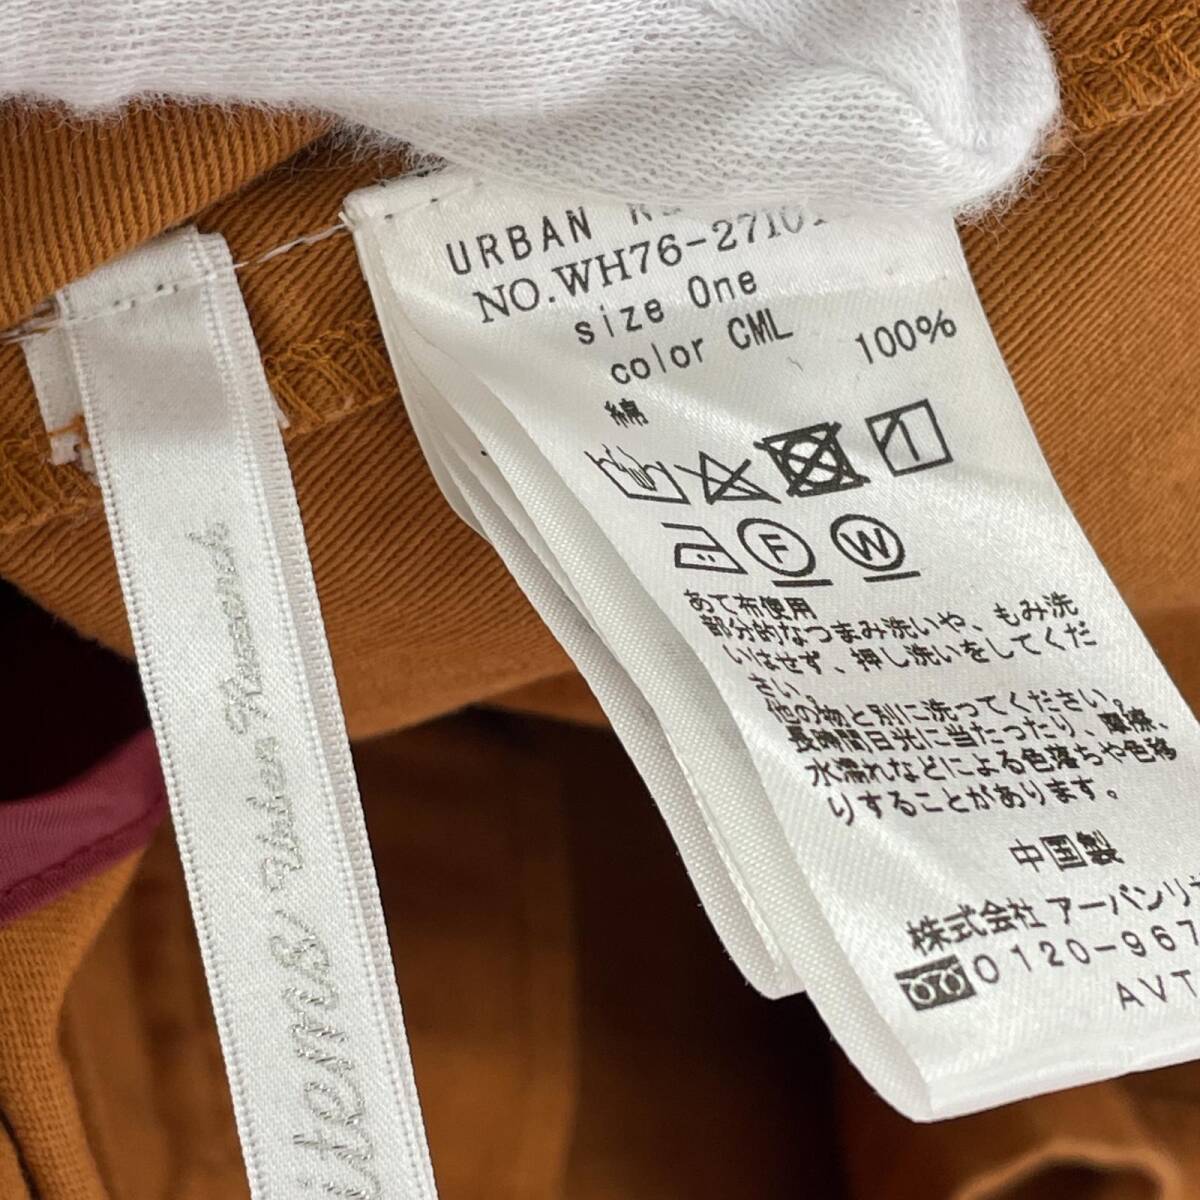 URBAN
NO.WH76-2710
size One
color CML
綿 100%
F W
あて布使用
部分的なつまみ洗いや、もみ洗
いはせず、押し洗いをしてくだ
さい。
他の物と別に洗ってください。
長時間日光に当たったり、摩擦、
水濡れなどによる色落ちや色移
りすることがあります。
中国製
株式会社 アーバンリサ
0120-967
AVT
items Urban Research